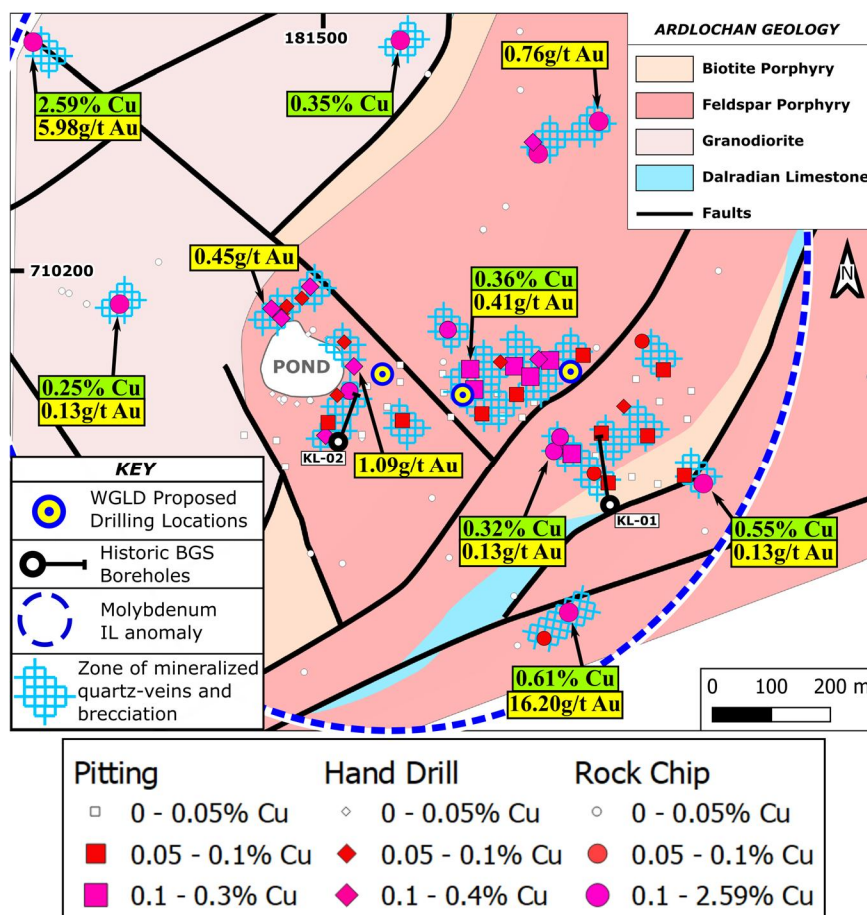 181500
710200
2.59% Cu
5.98g/t Au
0.35% Cu
0.76g/t Au
ARDLOCHAN GEOLOGY
Biotite Porphyry
Feldspar Porphyry
Granodiorite
Dalradian Limestone
Faults
N
0.45g/t Au
0.36% Cu
0.41g/t Au
POND
0.25% Cu
0.13g/t Au
KL-02
1.09g/t Au
0.32% Cu
0.13g/t Au
KL-01
0.55% Cu
0.13g/t Au
0.61% Cu
16.20g/t Au
KEY
WGLD Proposed
Drilling Locations
Historic BGS
Boreholes
Molybdenum
IL anomaly
Zone of mineralized
quartz-veins and
brecciation
0 100 200 m
Pitting
0 - 0.05% Cu
0.05 - 0.1% Cu
0.1 - 0.3% Cu
Hand Drill
0 - 0.05% Cu
0.05 - 0.1% Cu
0.1 - 0.4% Cu
Rock Chip
0 - 0.05% Cu
0.05 - 0.1% Cu
0.1 - 2.59% Cu